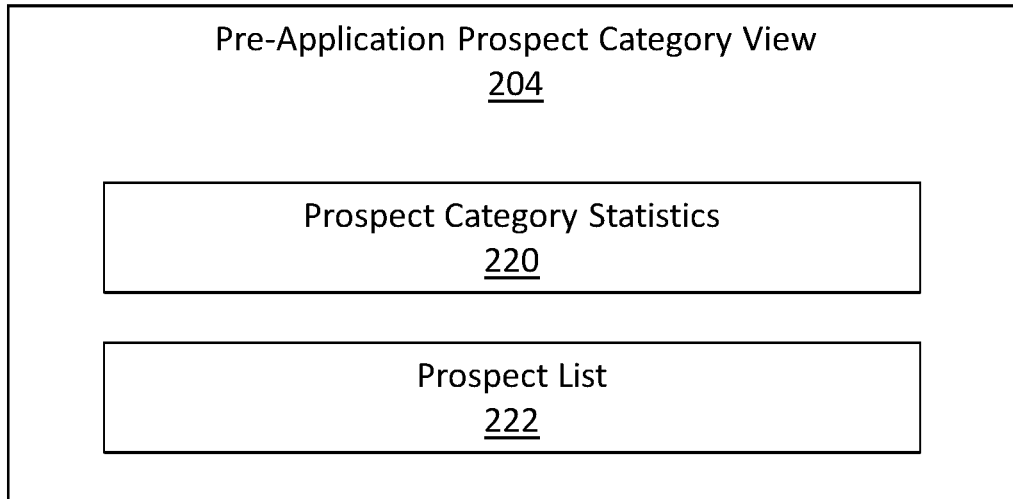 Pre-Application Prospect Category View
204
Prospect Category Statistics
220
Prospect List
222